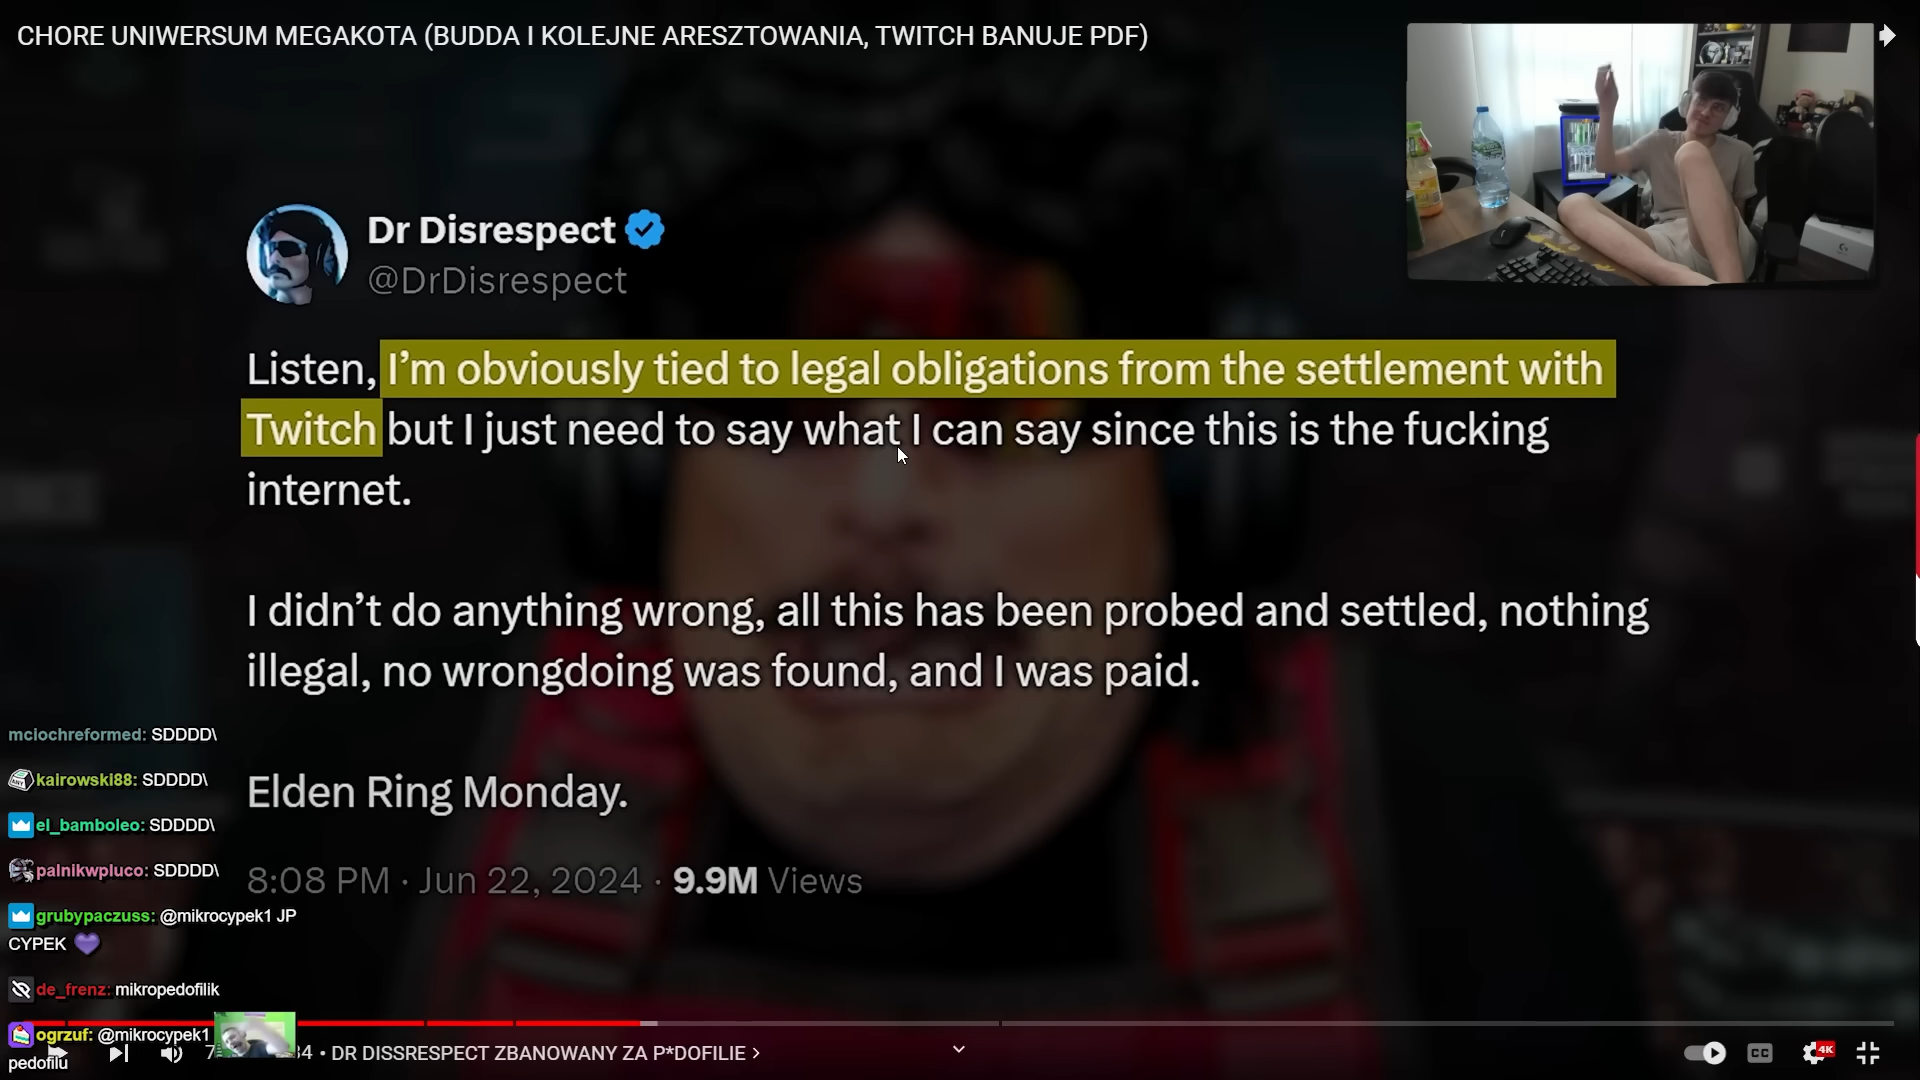 CHORE UNIWERSUM MEGAKOTA (BUDDA I KOLEJNE ARESZTOWANIA, TWITCH BANUJE PDF)
Dr Disrespect
@DrDisrespect
Listen, I'm obviously tied to legal obligations from the settlement with
Twitch but I just need to say what I can say since this is the fucking
internet.
I didn't do anything wrong, all this has been probed and settled, nothing
illegal, no wrongdoing was found, and I was paid.
Elden Ring Monday.
8:08 PM · Jun 22, 2024 · 9.9M Views
mciochreformed: SDDDD\
kairowski88: SDDDD\
el_bamboleo: SDDDD\
palnikwpluco: SDDDD\
grubypaczuss: @mikrocypek1 JP
CYPEK
de_frenz: mikropedofilik
ogrzuf: @mikrocypek1
pedofilu
• DR DISSRESPECT ZBANOWANY ZA P*DOFILIE >
CC
4K